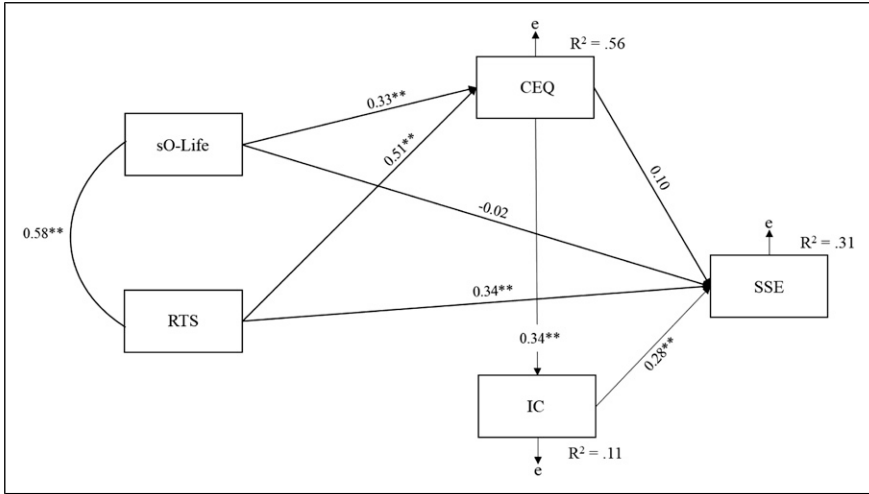 e
R² = .56
CEQ
0.33**
sO-Life
0.51**
0.10
-0.02
0.58**
e
R² = .31
SSE
RTS
0.34**
0.34**
0.28**
IC
R² = .11
e